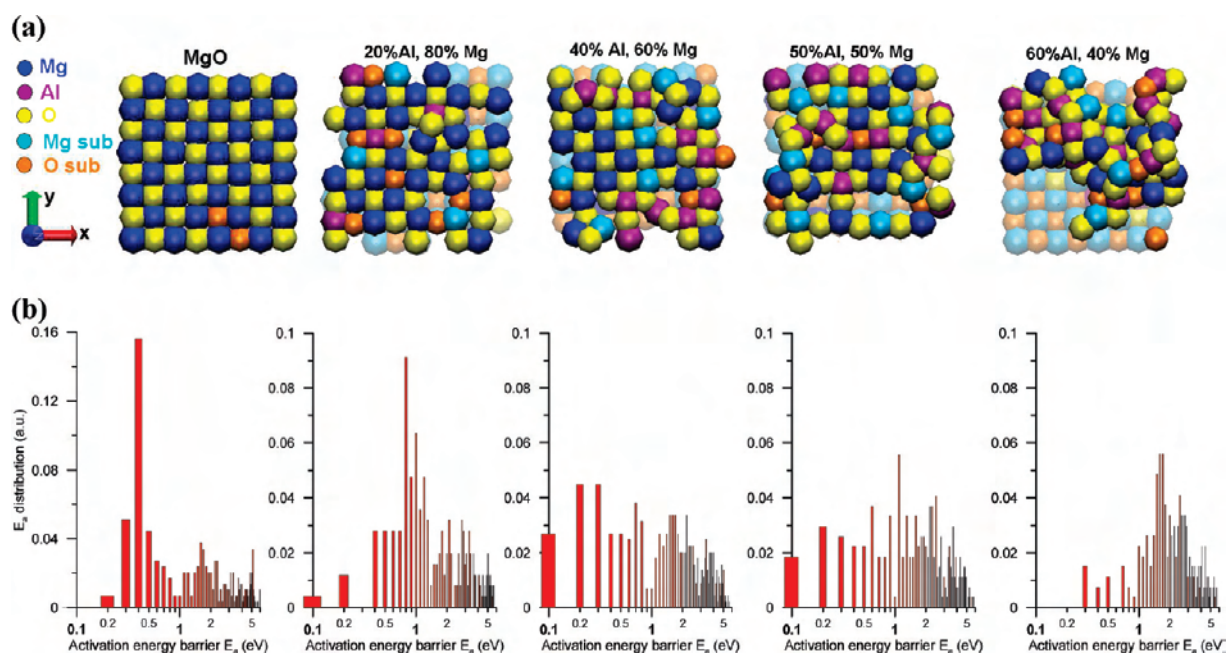 (a)
MgO
20%Al, 80% Mg
40% Al, 60% Mg
50%Al, 50% Mg
60%Al, 40% Mg
Mg
Al
O
Mg sub
O sub
y
z
x
(b)
E_a distribution (a.u.)
0.16
0.12
0.08
0.04
0
0.1 0.2 0.5 1 2 5
Activation energy barrier E_a (eV)
0.1
0.08
0.06
0.04
0.02
0
0.1 0.2 0.5 1 2 5
Activation energy barrier E_a (eV)
0.1
0.08
0.06
0.04
0.02
0
0.1 0.2 0.5 1 2 5
Activation energy barrier E_a (eV)
0.1
0.08
0.06
0.04
0.02
0
0.1 0.2 0.5 1 2 5
Activation energy barrier E_a (eV)
0.1
0.08
0.06
0.04
0.02
0
0.1 0.2 0.5 1 2 5
Activation energy barrier E_a (eV)